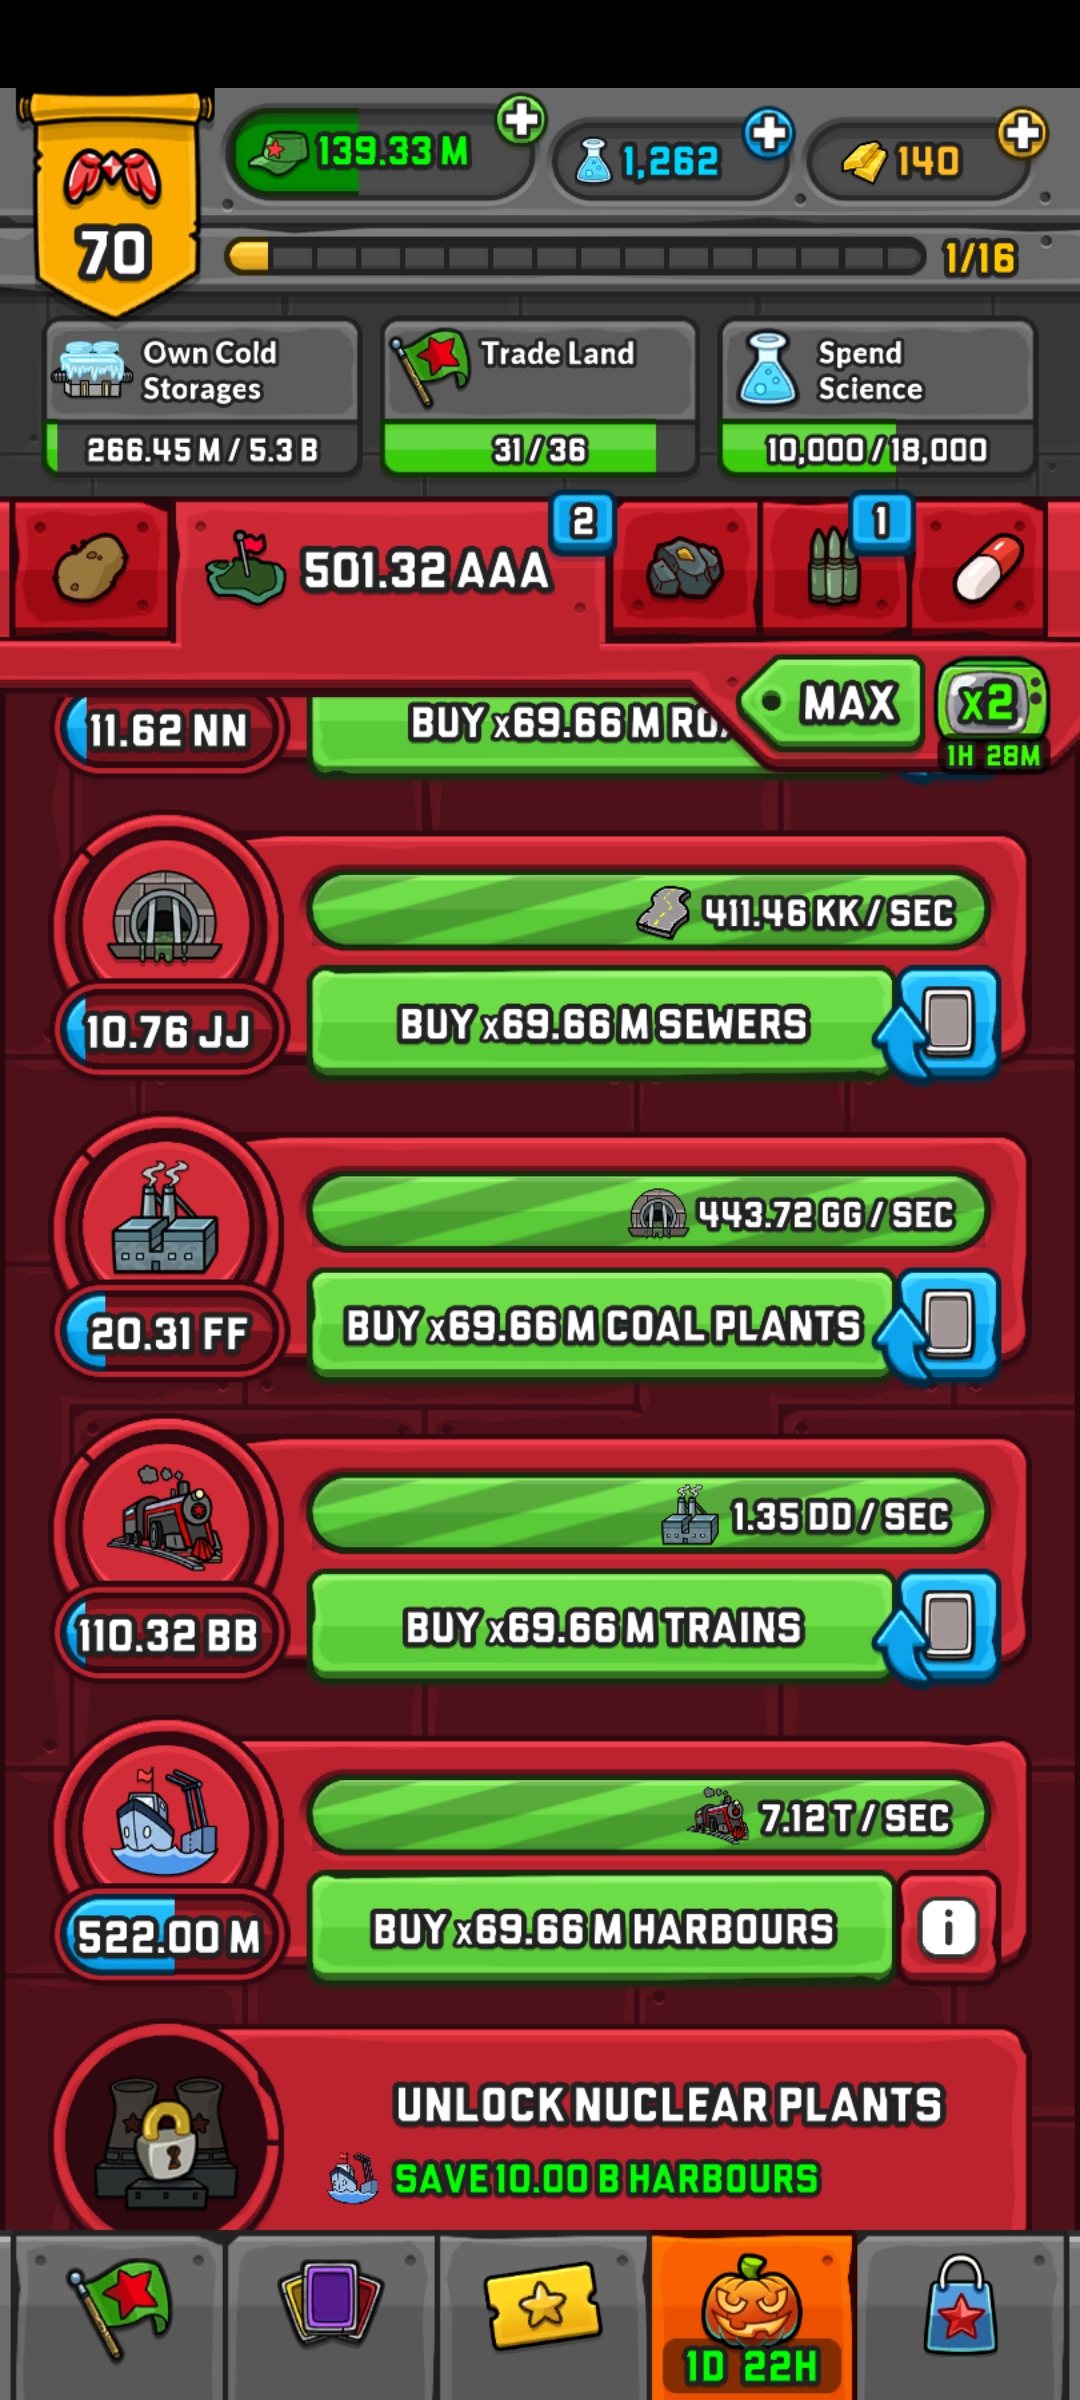 139.33 M
1,262
140
70
1/16
Own Cold
Storages
266.45 M / 5.3 B
Trade Land
31 / 36
Spend
Science
10,000 / 18,000
2
1
501.32 AAA
MAX
x2
1H 28M
11.62 NN
BUY x69.66 M
411.46 KK / SEC
10.76 JJ
BUY x69.66 M SEWERS
443.72 GG / SEC
20.31 FF
BUY x69.66 M COAL PLANTS
1.35 DD / SEC
110.32 BB
BUY x69.66 M TRAINS
7.12 T / SEC
522.00 M
BUY x69.66 M HARBOURS
i
UNLOCK NUCLEAR PLANTS
SAVE 10.00 B HARBOURS
1D 22H